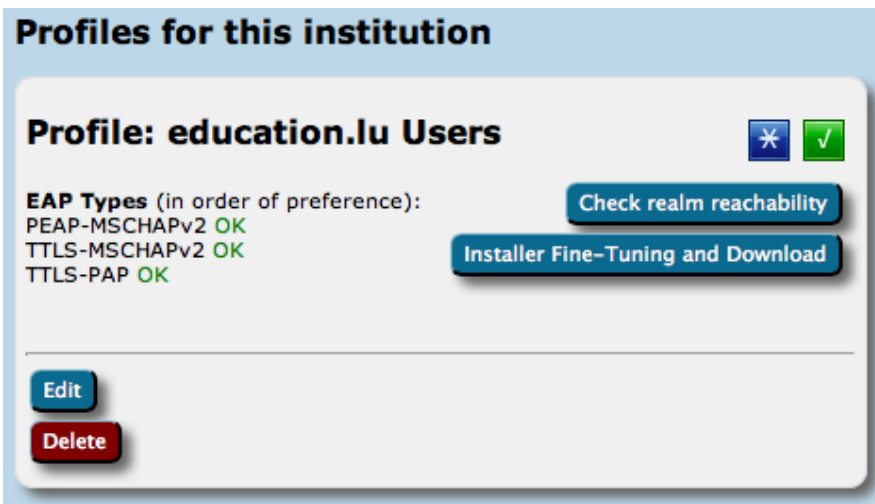 Profiles for this institution
Profile: education.lu Users
EAP Types (in order of preference):
PEAP-MSCHAPv2 OK
TTLS-MSCHAPv2 OK
TTLS-PAP OK
Check realm reachability
Installer Fine-Tuning and Download
Edit
Delete